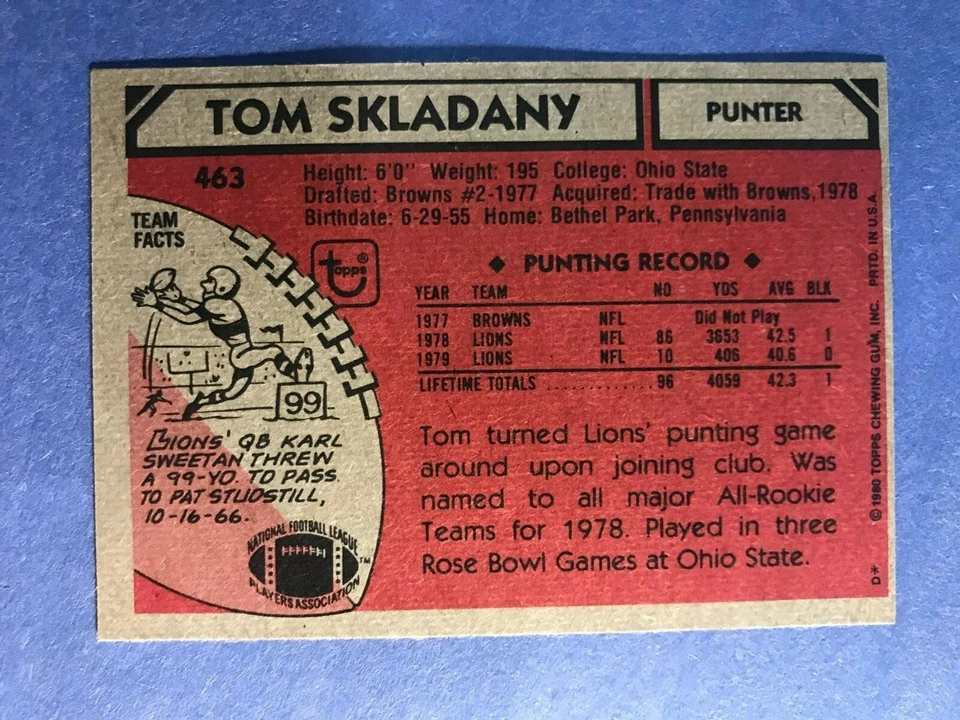 TOM SKLADANY
PUNTER
463
Height: 6'0" Weight: 195 College: Ohio State
Drafted: Browns #2-1977 Acquired: Trade with Browns, 1978
Birthdate: 6-29-55 Home: Bethel Park, Pennsylvania
TEAM
FACTS
topps®
◆ PUNTING RECORD ◆
YEAR TEAM NO YDS AVG BLK
1977 BROWNS NFL Did Not Play
1978 LIONS NFL 86 3653 42.5 1
1979 LIONS NFL 10 406 40.6 0
LIFETIME TOTALS ............. 96 4059 42.3 1
99
LIONS' QB KARL
SWEETAN THREW
A 99-YD. TD PASS
TO PAT STUDSTILL,
10-16-66.
NATIONAL FOOTBALL LEAGUE
PLAYERS ASSOCIATION
TM
Tom turned Lions' punting game
around upon joining club. Was
named to all major All-Rookie
Teams for 1978. Played in three
Rose Bowl Games at Ohio State.
D* © 1980 TOPPS CHEWING GUM, INC. PRTD. IN U.S.A.